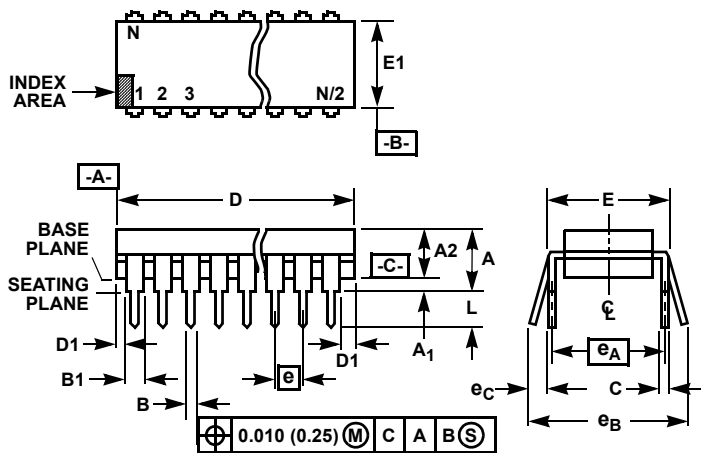 N
E1
INDEX
AREA
1 2 3 N/2
-B-
-A-
D
E
BASE
PLANE
A2
A
-C-
SEATING
PLANE
L
C
L
D1
A1
D1
B1
e
eA
eC
C
B
eB
⌖ 0.010 (0.25) Ⓜ C A B Ⓢ